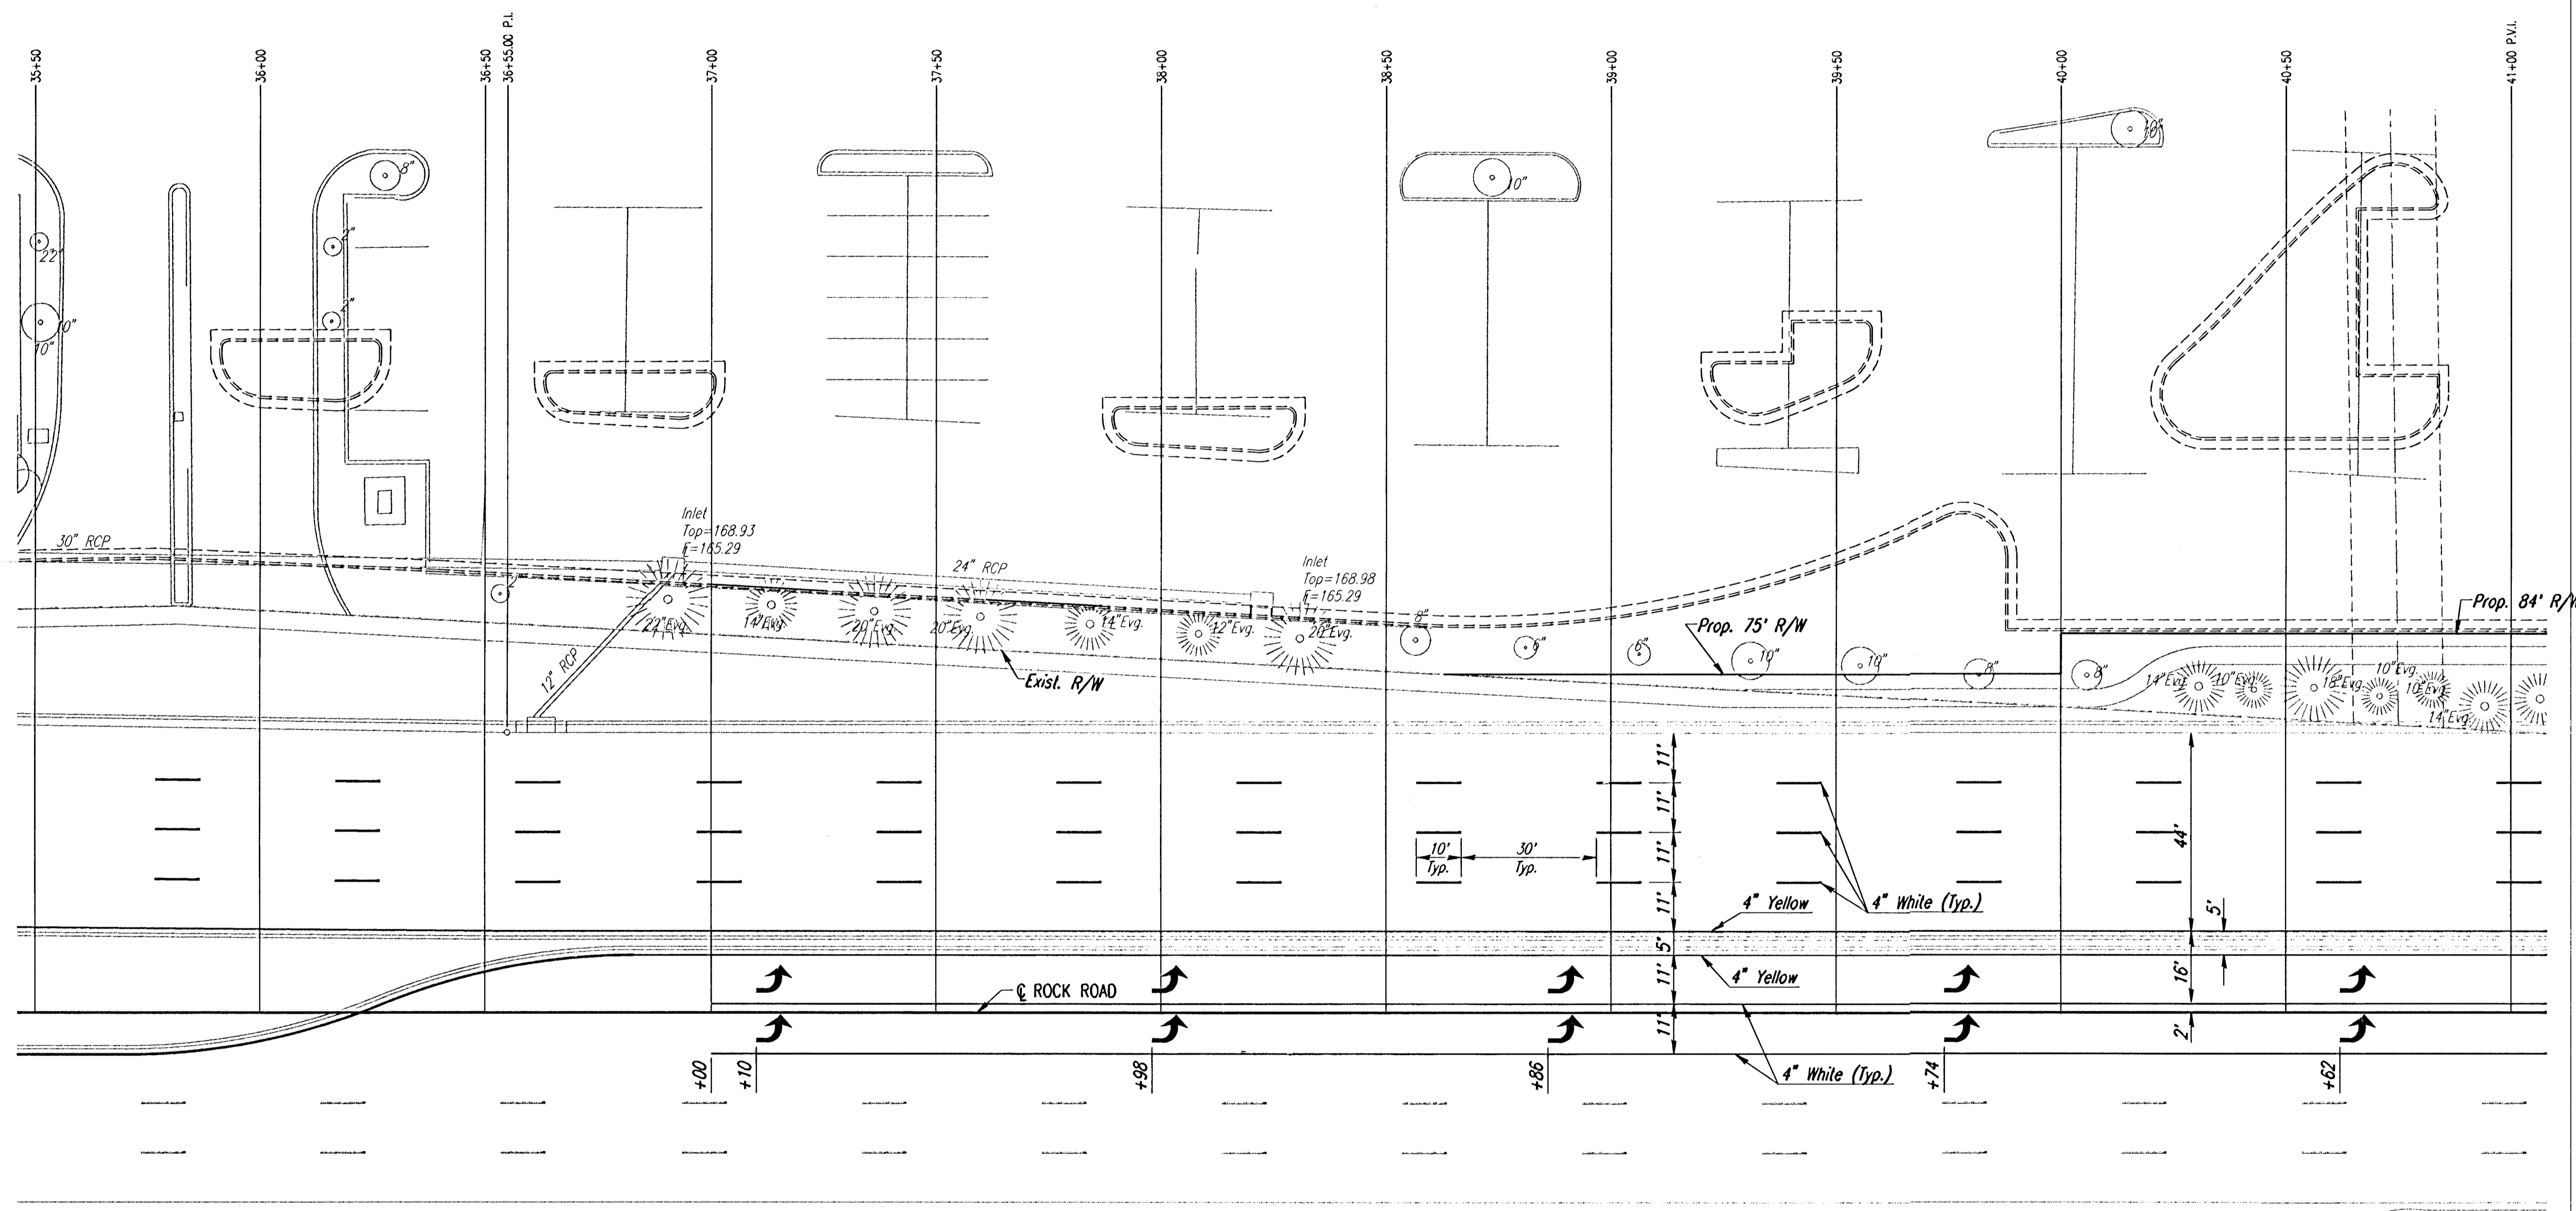 35+50
36+00
36+50
36+55.00 P.I.
37+00
37+50
38+00
38+50
39+00
39+50
40+00
40+50
41+00 P.V.I.
8"
10"
10"
22"
2"
2"
10"
10"
Inlet
Top=168.93
165.29
30" RCP
24" RCP
Inlet
Top=168.98
165.29
2"
22"Evg.
14"Evg.
20"Evg.
20"Evg.
14"Evg.
12"Evg.
20"Evg.
8"
6"
6"
10"
10"
8"
8"
14"Evg.
10"Evg.
18"Evg.
10"Evg.
10"Evg.
14"Evg.
Prop. 84' R/W
Prop. 75' R/W
Exist. R/W
12" RCP
11'
11'
11'
11'
5'
11'
11'
44'
5'
16'
2'
10'
Typ.
30'
Typ.
4" White (Typ.)
4" Yellow
4" Yellow
℄ ROCK ROAD
4" White (Typ.)
+00
+10
+98
+86
+74
+62